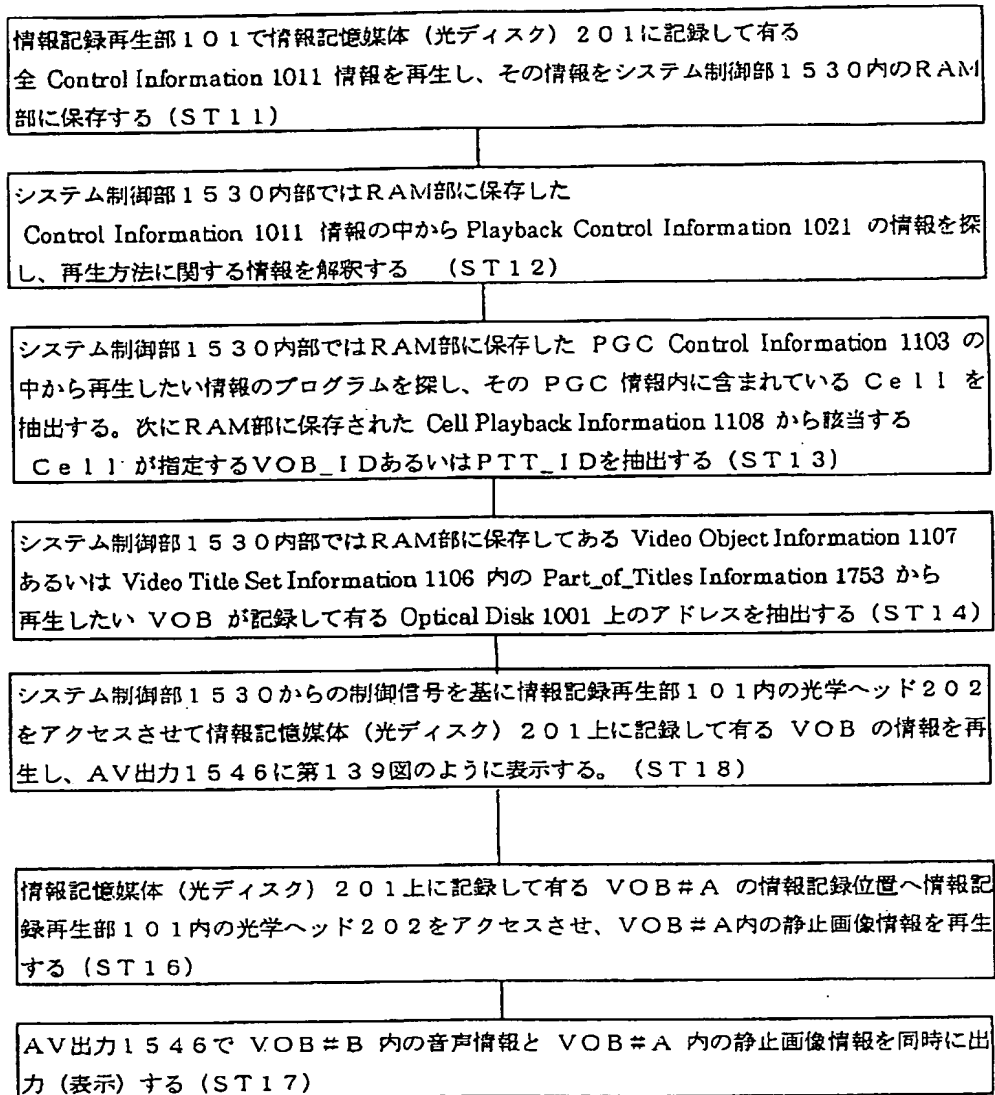 情報記録再生部１０１で情報記憶媒体（光ディスク）２０１に記録して有る
全 Control Information 1011 情報を再生し、その情報をシステム制御部１５３０内のＲＡＭ
部に保存する（ＳＴ１１）
システム制御部１５３０内部ではＲＡＭ部に保存した
Control Information 1011 情報の中から Playback Control Information 1021 の情報を探
し、再生方法に関する情報を解釈する （ＳＴ１２）
システム制御部１５３０内部ではＲＡＭ部に保存した ＰＧＣ Control Information 1103 の
中から再生したい情報のプログラムを探し、その ＰＧＣ 情報内に含まれている Ｃｅｌｌ を
抽出する。次にＲＡＭ部に保存された Cell Playback Information 1108 から該当する
Ｃｅｌｌ が指定するＶＯＢ_ＩＤあるいはＰＴＴ_ＩＤを抽出する（ＳＴ１３）
システム制御部１５３０内部ではＲＡＭ部に保存してある Video Object Information 1107
あるいは Video Title Set Information 1106 内の Part_of_Titles Information 1753 から
再生したい ＶＯＢ が記録して有る Optical Disk 1001 上のアドレスを抽出する（ＳＴ１４）
システム制御部１５３０からの制御信号を基に情報記録再生部１０１内の光学ヘッド２０２
をアクセスさせて情報記憶媒体（光ディスク）２０１上に記録して有る ＶＯＢ の情報を再
生し、ＡＶ出力１５４６に第１３９図のように表示する。（ＳＴ１８）
情報記憶媒体（光ディスク）２０１上に記録して有る ＶＯＢ＃Ａ の情報記録位置へ情報記
録再生部１０１内の光学ヘッド２０２をアクセスさせ、ＶＯＢ＃Ａ内の静止画像情報を再生
する（ＳＴ１６）
ＡＶ出力１５４６で ＶＯＢ＃Ｂ 内の音声情報と ＶＯＢ＃Ａ 内の静止画像情報を同時に出
力（表示）する（ＳＴ１７）